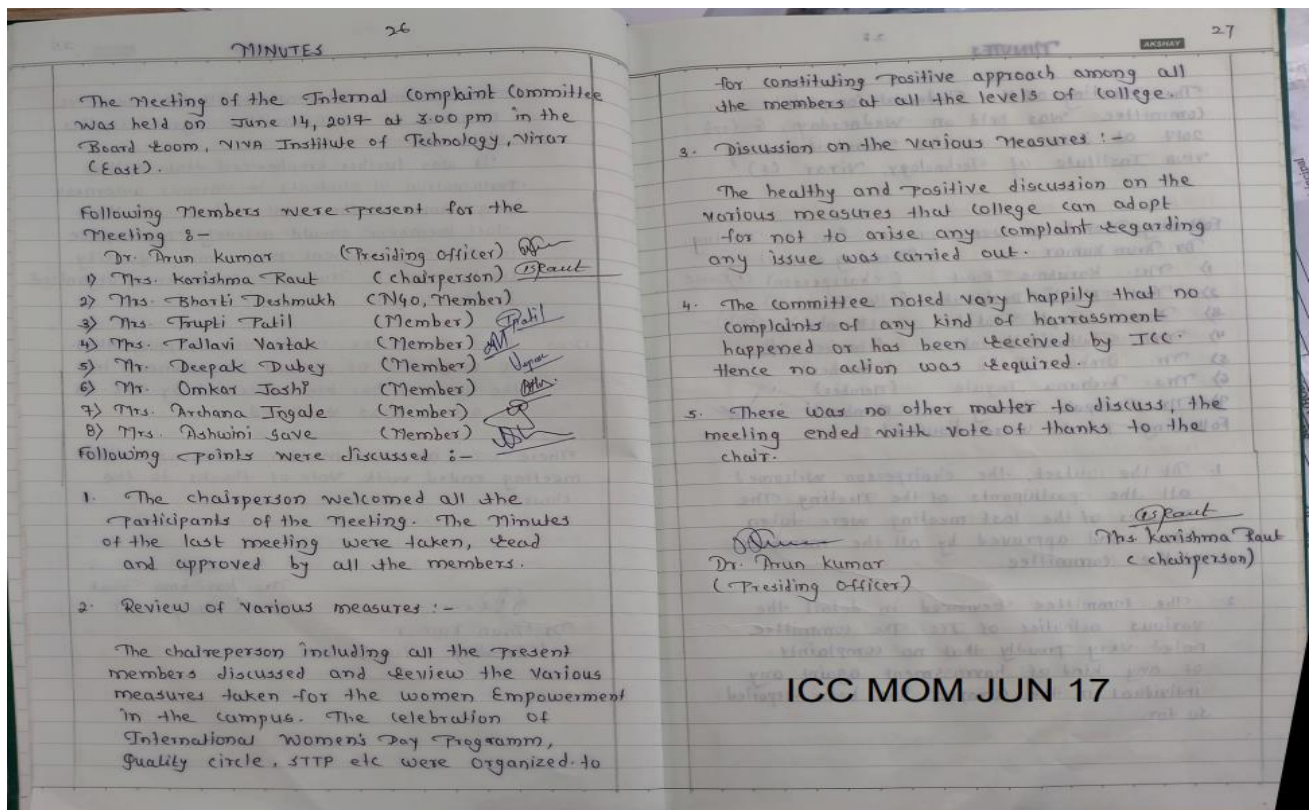 26
MINUTES
The Meeting of the Internal Complaint Committee
was held on June 14, 2017 at 3.00 pm in the
Board Room, VIVA Institute of Technology, Virar
(East).
Following Members were present for the
Meeting :-
Dr. Arun Kumar (Presiding Officer)
1) Mrs. Karishma Raut (Chairperson) Raut
2) Mrs. Bharti Deshmukh (NGO, Member)
3) Mrs. Trupti Patil (Member) TPatil
4) Mrs. Pallavi Vartak (Member)
5) Mr. Deepak Dubey (Member)
6) Mr. Omkar Joshi (Member)
7) Mrs. Archana Ingale (Member)
8) Mrs. Ashwini Save (Member)
Following points were discussed :-
1. The chairperson welcomed all the
Participants of the Meeting. The Minutes
of the last meeting were taken, read
and approved by all the members.
2. Review of various measures :-
The chaireperson including all the present
members discussed and review the various
measures taken for the women Empowerment
in the campus. The celebration of
International Women's Day Programm,
Quality circle, STTP etc were organized to
27
AKSHAY
for constituting positive approach among all
the members at all the levels of college.
3. Discussion on the various Measures :-
The healthy and positive discussion on the
various measures that college can adopt
for not to arise any complaint regarding
any issue was carried out.
4. The committee noted vary happily that no
complaints of any kind of harrassment
happened or has been received by ICC.
Hence no action was required.
5. There was no other matter to discuss, the
meeting ended with vote of thanks to the
chair.
Raut
Dr. Arun Kumar Mrs Karishma Raut
(Presiding Officer) (chairperson)
ICC MOM JUN 17